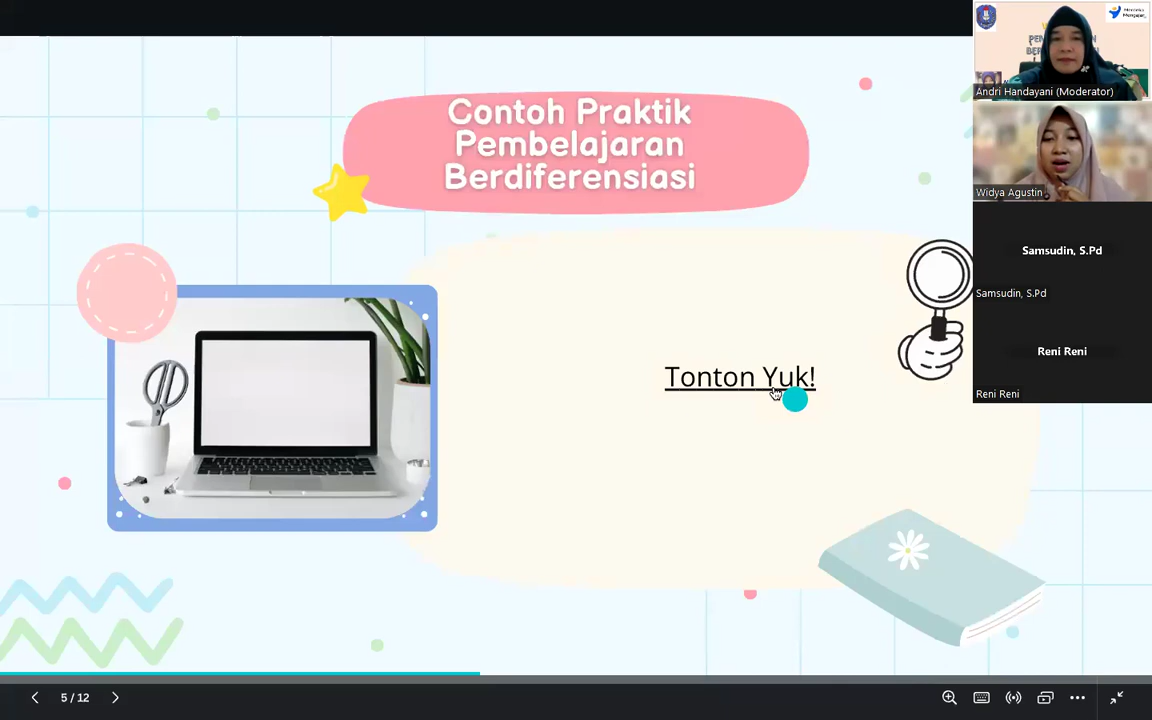 Contoh Praktik
Pembelajaran
Berdiferensiasi
Tonton Yuk!
Andri Handayani (Moderator)
Widya Agustin
Samsudin, S.Pd
Samsudin, S.Pd
Reni Reni
Reni Reni
5 / 12